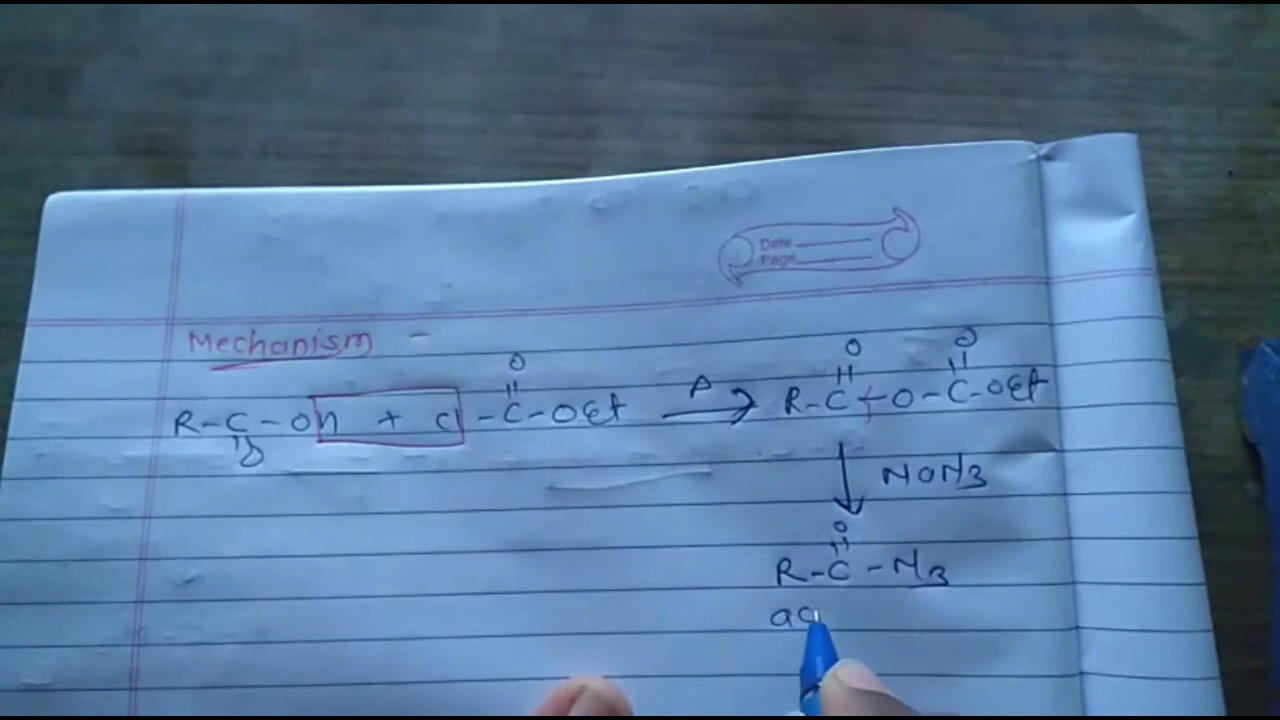 Date
Page
Mechanism -
O O O
R-C-OH + Cl -C-OEt Δ → R-C-O-C-OEt
O
↓ NaN3
O
R-C-N3
ac